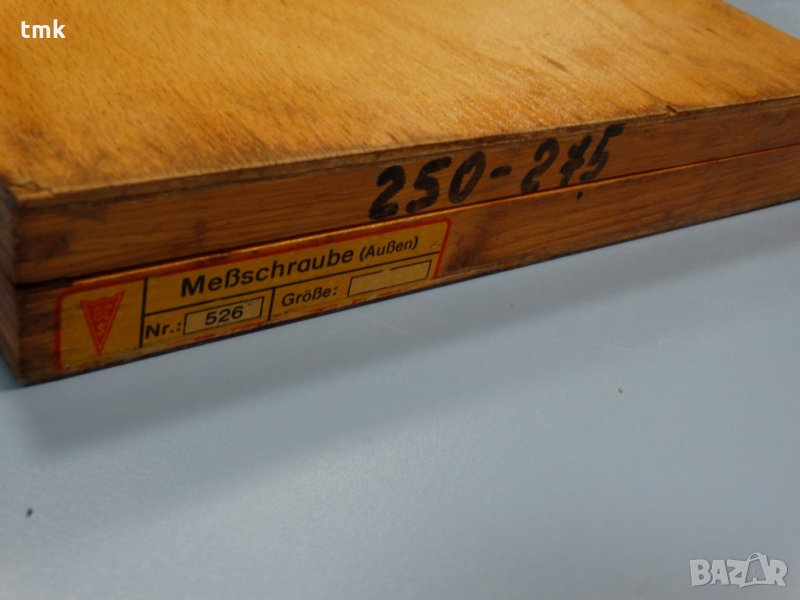 tmk
250-275
Meßschraube (Außen)
Nr.: 526 Größe:
BAZAR